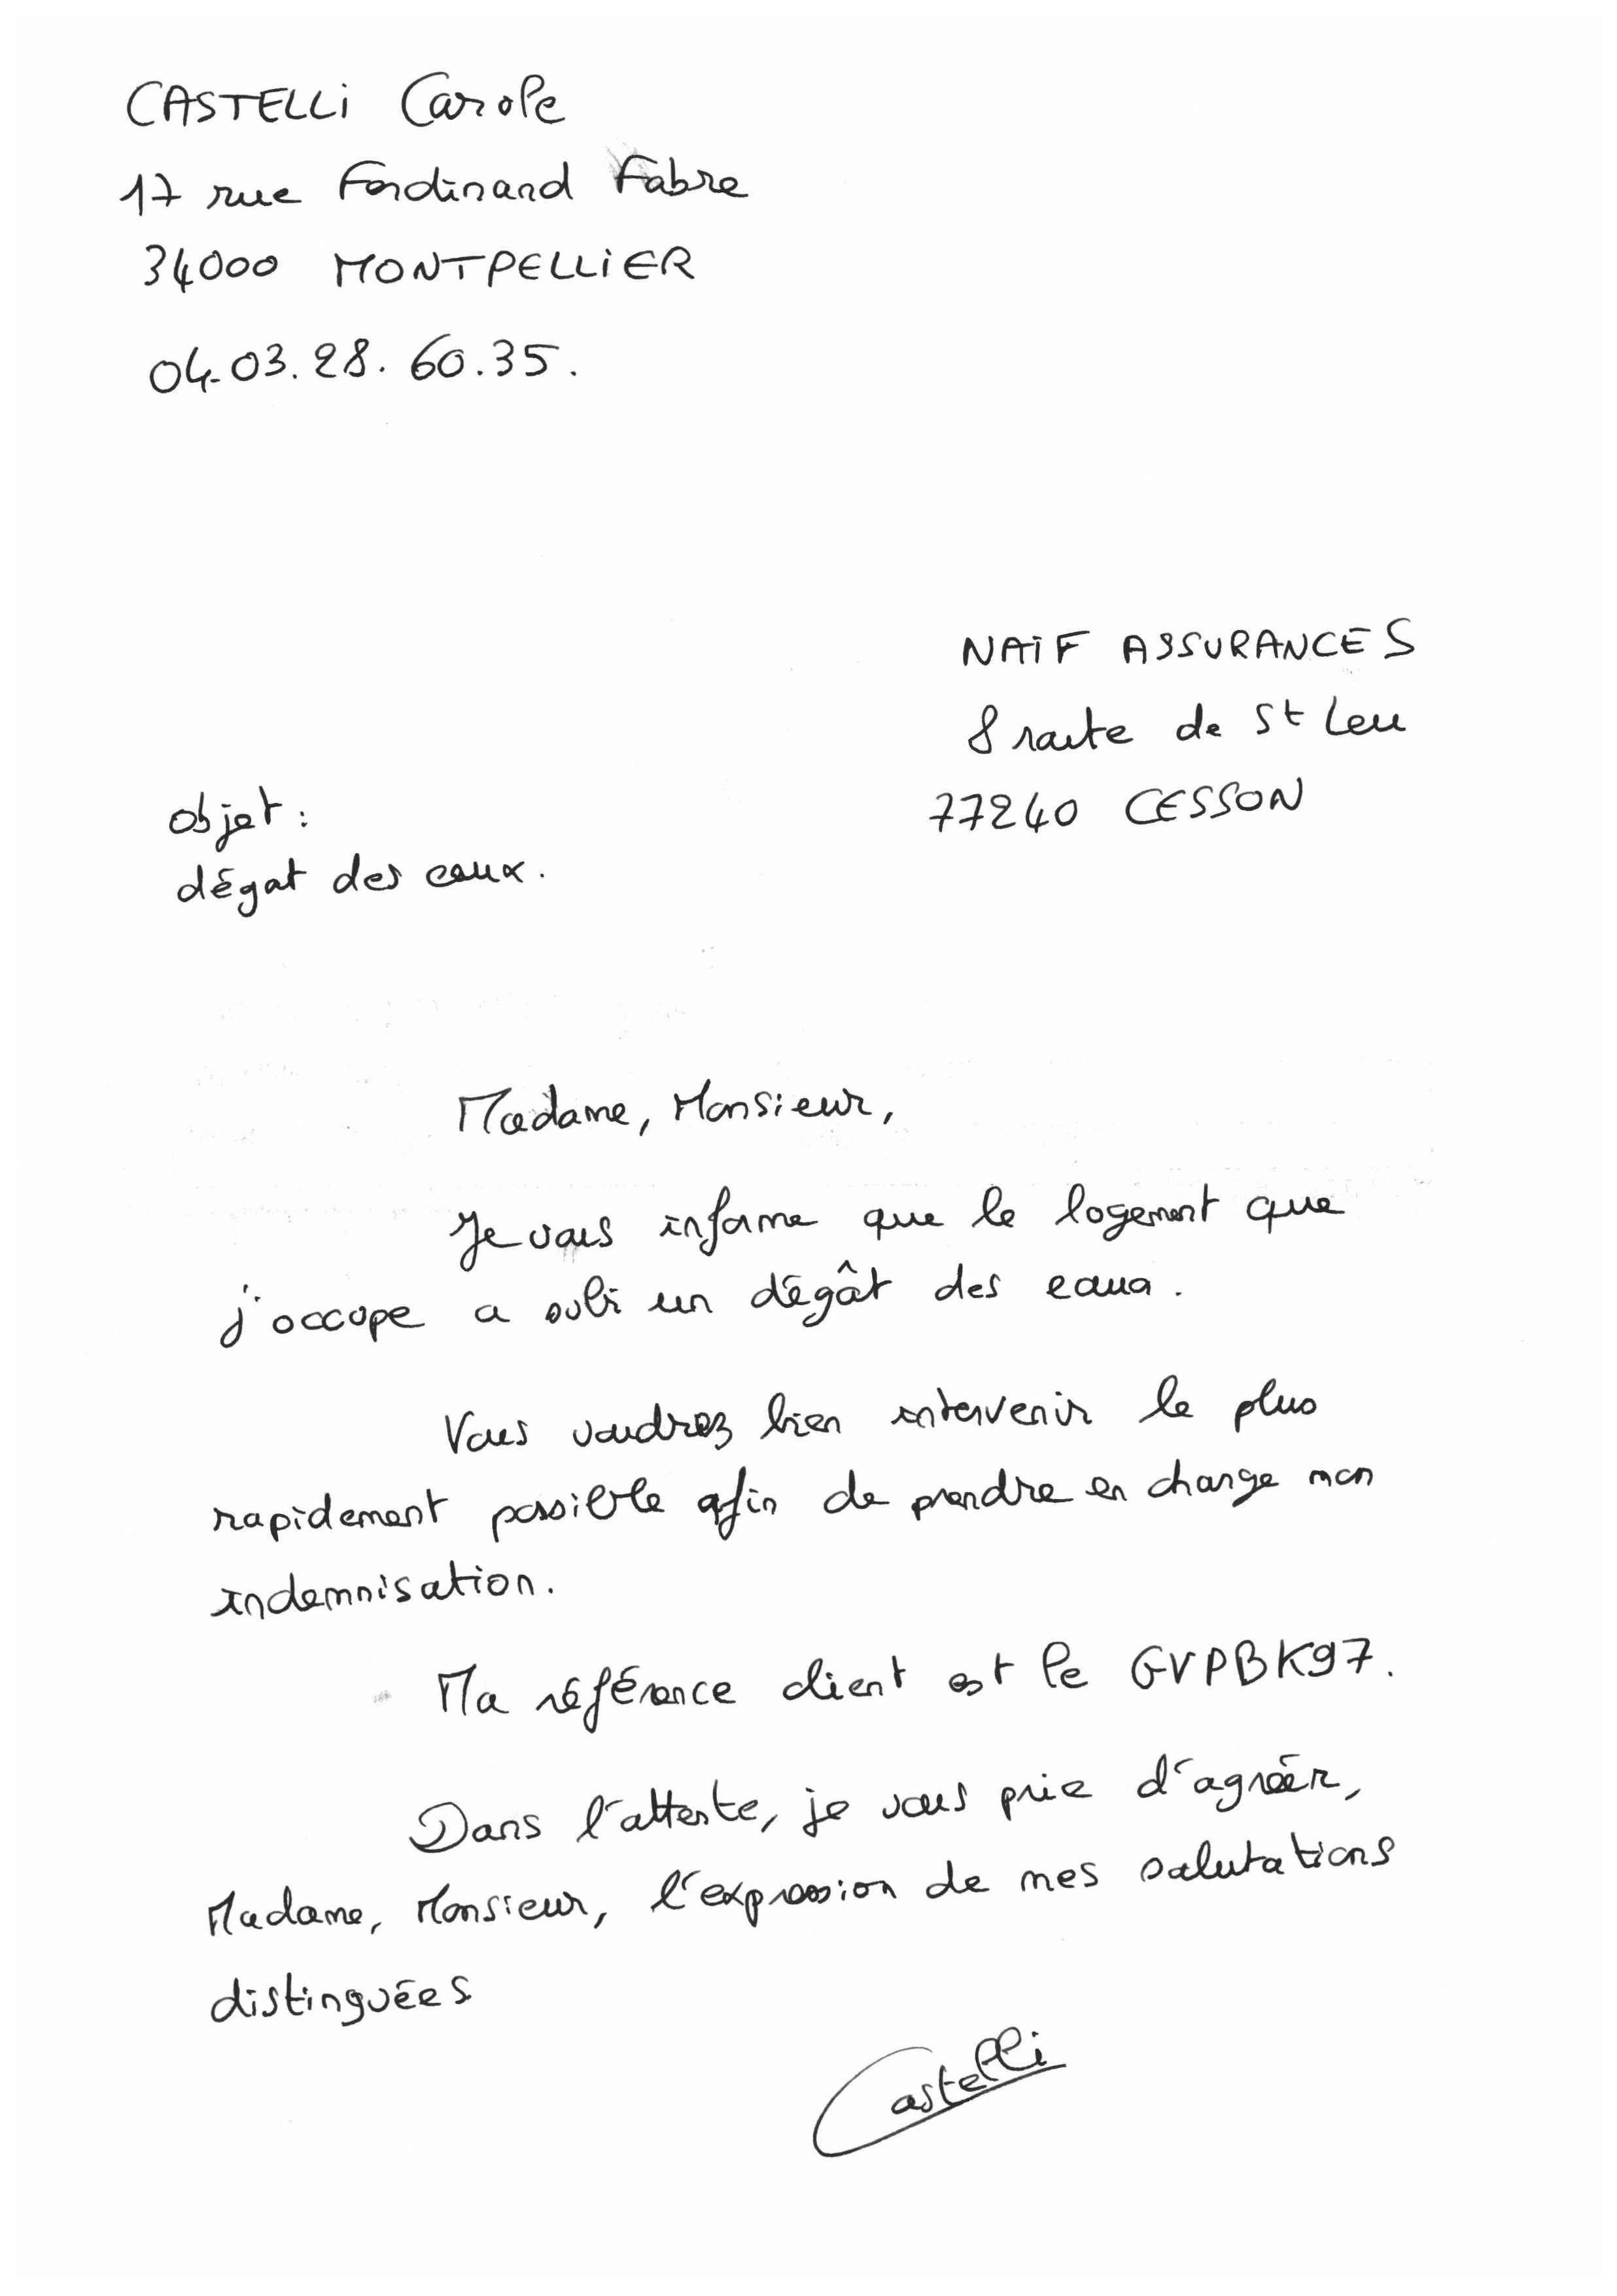 CASTELLi Carole
17 rue Ferdinand Fabre
34000 MONTPELLIER
04.03.28.60.35.
NAIF ASSURANCES
8 route de St Leu
77240 CESSON
Objet :
dégat des eaux.
Madame, Monsieur,
Je vous informe que le logement que
j'occupe a subi un dégât des eaux.
Vous voudrez bien intervenir le plus
rapidement possible afin de prendre en charge mon
indemnisation.
Ma référence client est le GVPBK97.
Dans l'attente, je vous prie d'agréér,
Madame, Monsieur, l'expression de mes salutations
distinguées
Castelli